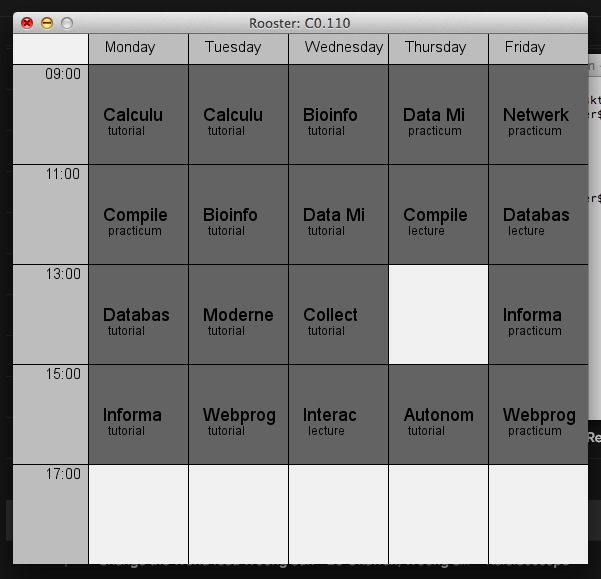 Rooster: C0.110
Monday Tuesday Wednesday Thursday Friday
09:00
Calculu Calculu Bioinfo Data Mi Netwerk
tutorial tutorial tutorial practicum practicum
11:00
Compile Bioinfo Data Mi Compile Databas
practicum tutorial tutorial lecture lecture
13:00
Databas Moderne Collect Informa
tutorial tutorial tutorial practicum
15:00
Informa Webprog Interac Autonom Webprog
tutorial tutorial lecture tutorial practicum
17:00